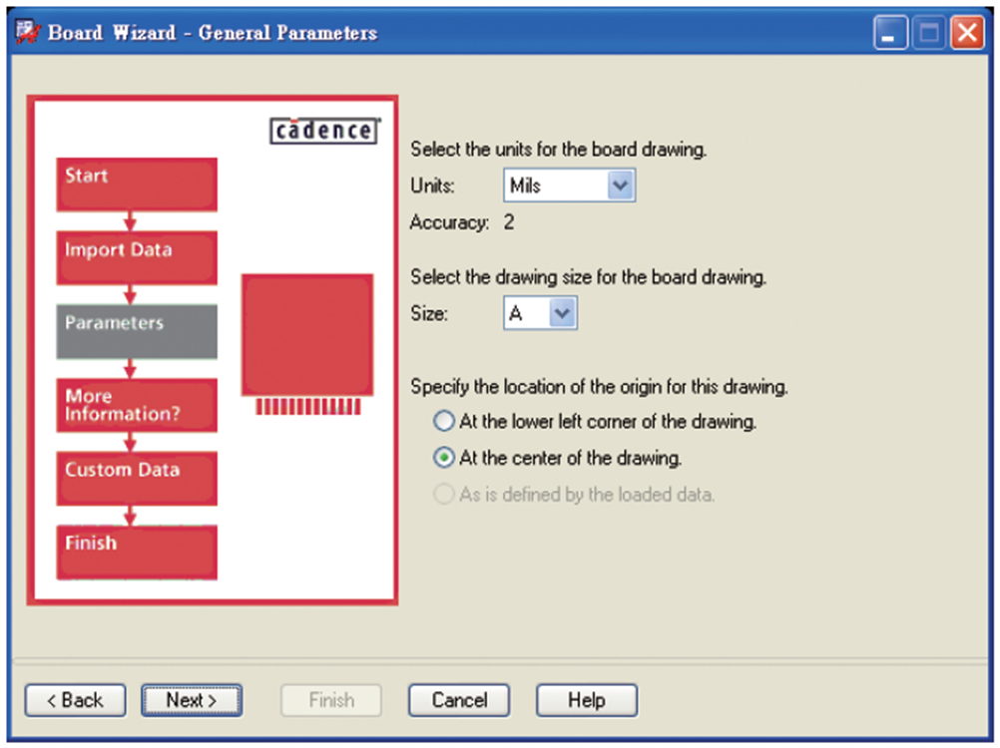 Board Wizard - General Parameters
cadence
Start
Import Data
Parameters
More
Information?
Custom Data
Finish
Select the units for the board drawing.
Units: Mils
Accuracy: 2
Select the drawing size for the board drawing.
Size: A
Specify the location of the origin for this drawing.
At the lower left corner of the drawing.
At the center of the drawing.
As is defined by the loaded data.
< Back Next > Finish Cancel Help